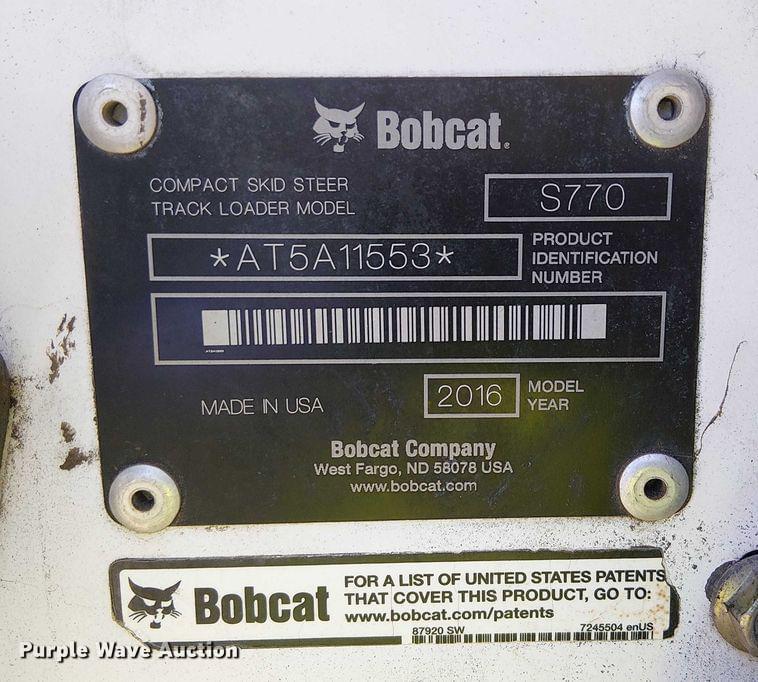 Bobcat®
COMPACT SKID STEER
TRACK LOADER MODEL
S770
*AT5A11553*
PRODUCT
IDENTIFICATION
NUMBER
MADE IN USA
2016
MODEL
YEAR
Bobcat Company
West Fargo, ND 58078 USA
www.bobcat.com
Bobcat
FOR A LIST OF UNITED STATES PATENTS
THAT COVER THIS PRODUCT, GO TO:
www.bobcat.com/patents
87920 SW
7245504 enUS
Purple Wave Auction